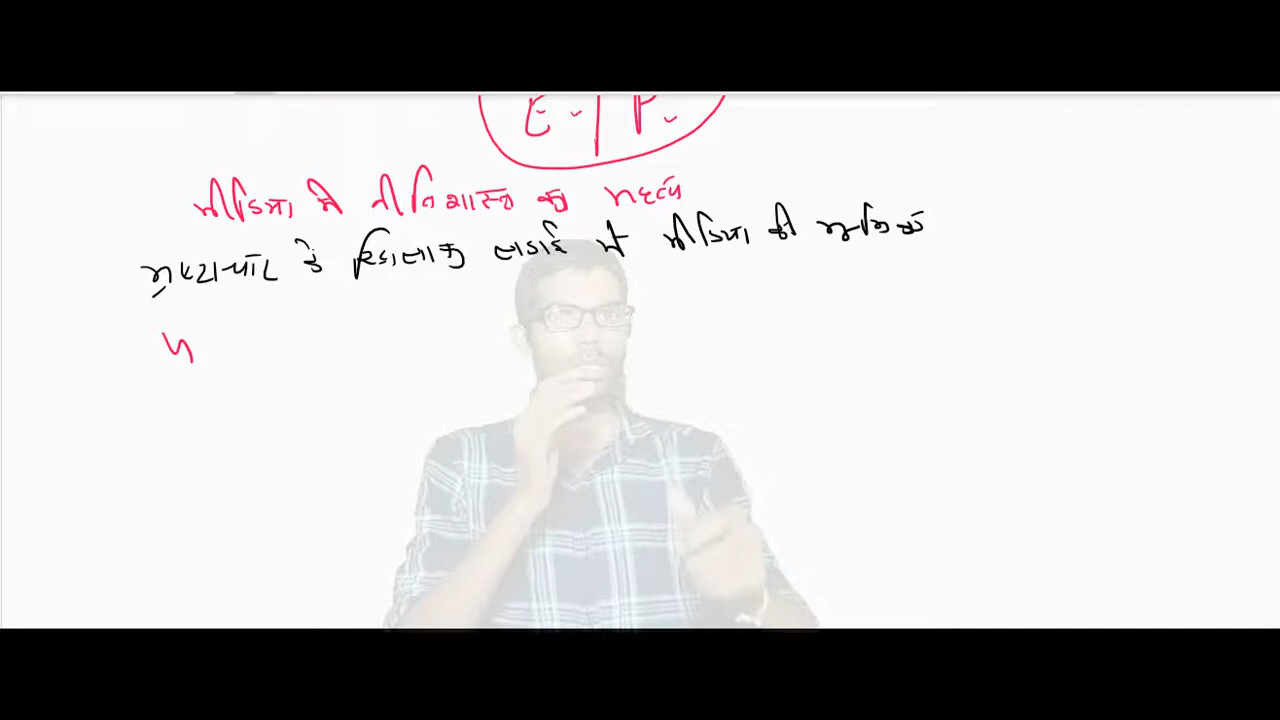 E. / P.
मीडिया में नीतिशास्त्र का महत्व
भ्रष्टाचार के खिलाफ लडाई में मीडिया की भूमिका